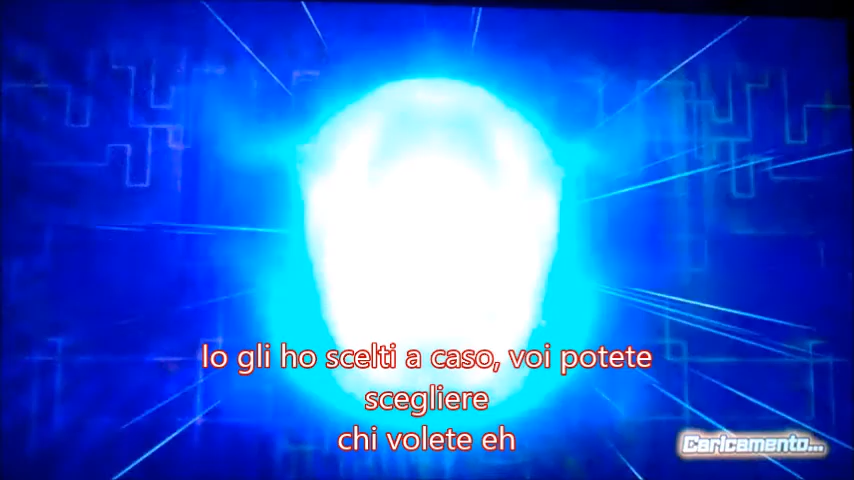 Io gli ho scelti a caso, voi potete
scegliere
chi volete eh
Caricamento...